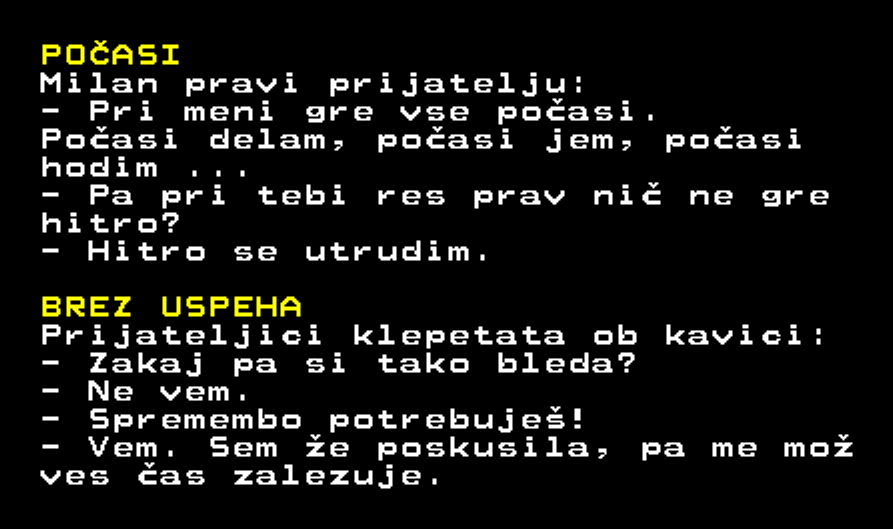 POČASI
Milan pravi prijatelju:
- Pri meni gre vse počasi.
Počasi delam, počasi jem, počasi
hodim ...
- Pa pri tebi res prav nič ne gre
hitro?
- Hitro se utrudim.
BREZ USPEHA
Prijateljici klepetata ob kavici:
- Zakaj pa si tako bleda?
- Ne vem.
- Spremembo potrebuješ!
- Vem. Sem že poskusila, pa me mož
ves čas zalezuje.